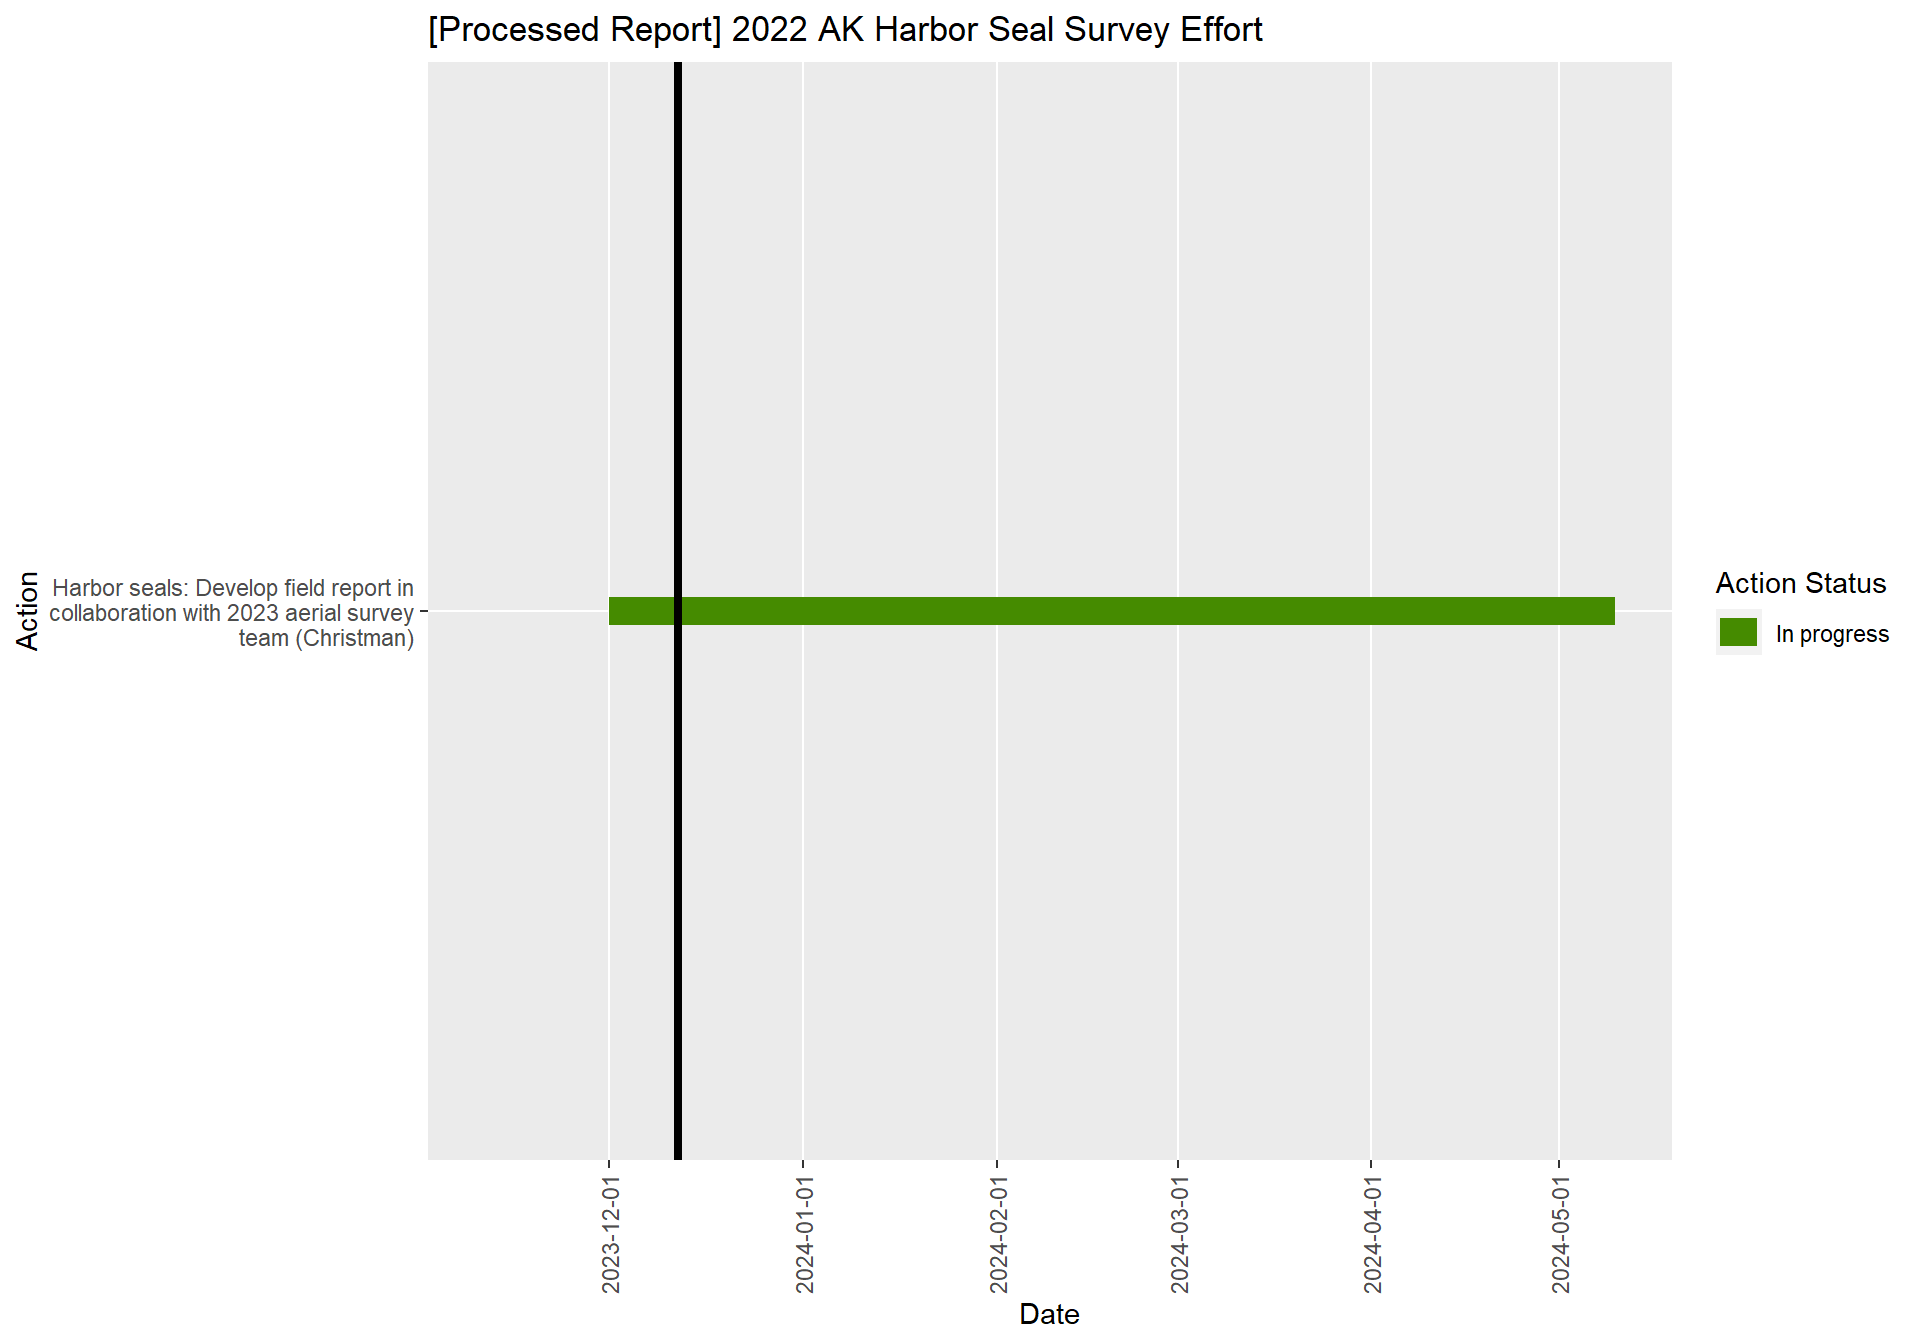 [Processed Report] 2022 AK Harbor Seal Survey Effort
Action
Harbor seals: Develop field report in
collaboration with 2023 aerial survey
team (Christman)
Action Status
In progress
2023-12-01
2024-01-01
2024-02-01
2024-03-01
2024-04-01
2024-05-01
Date